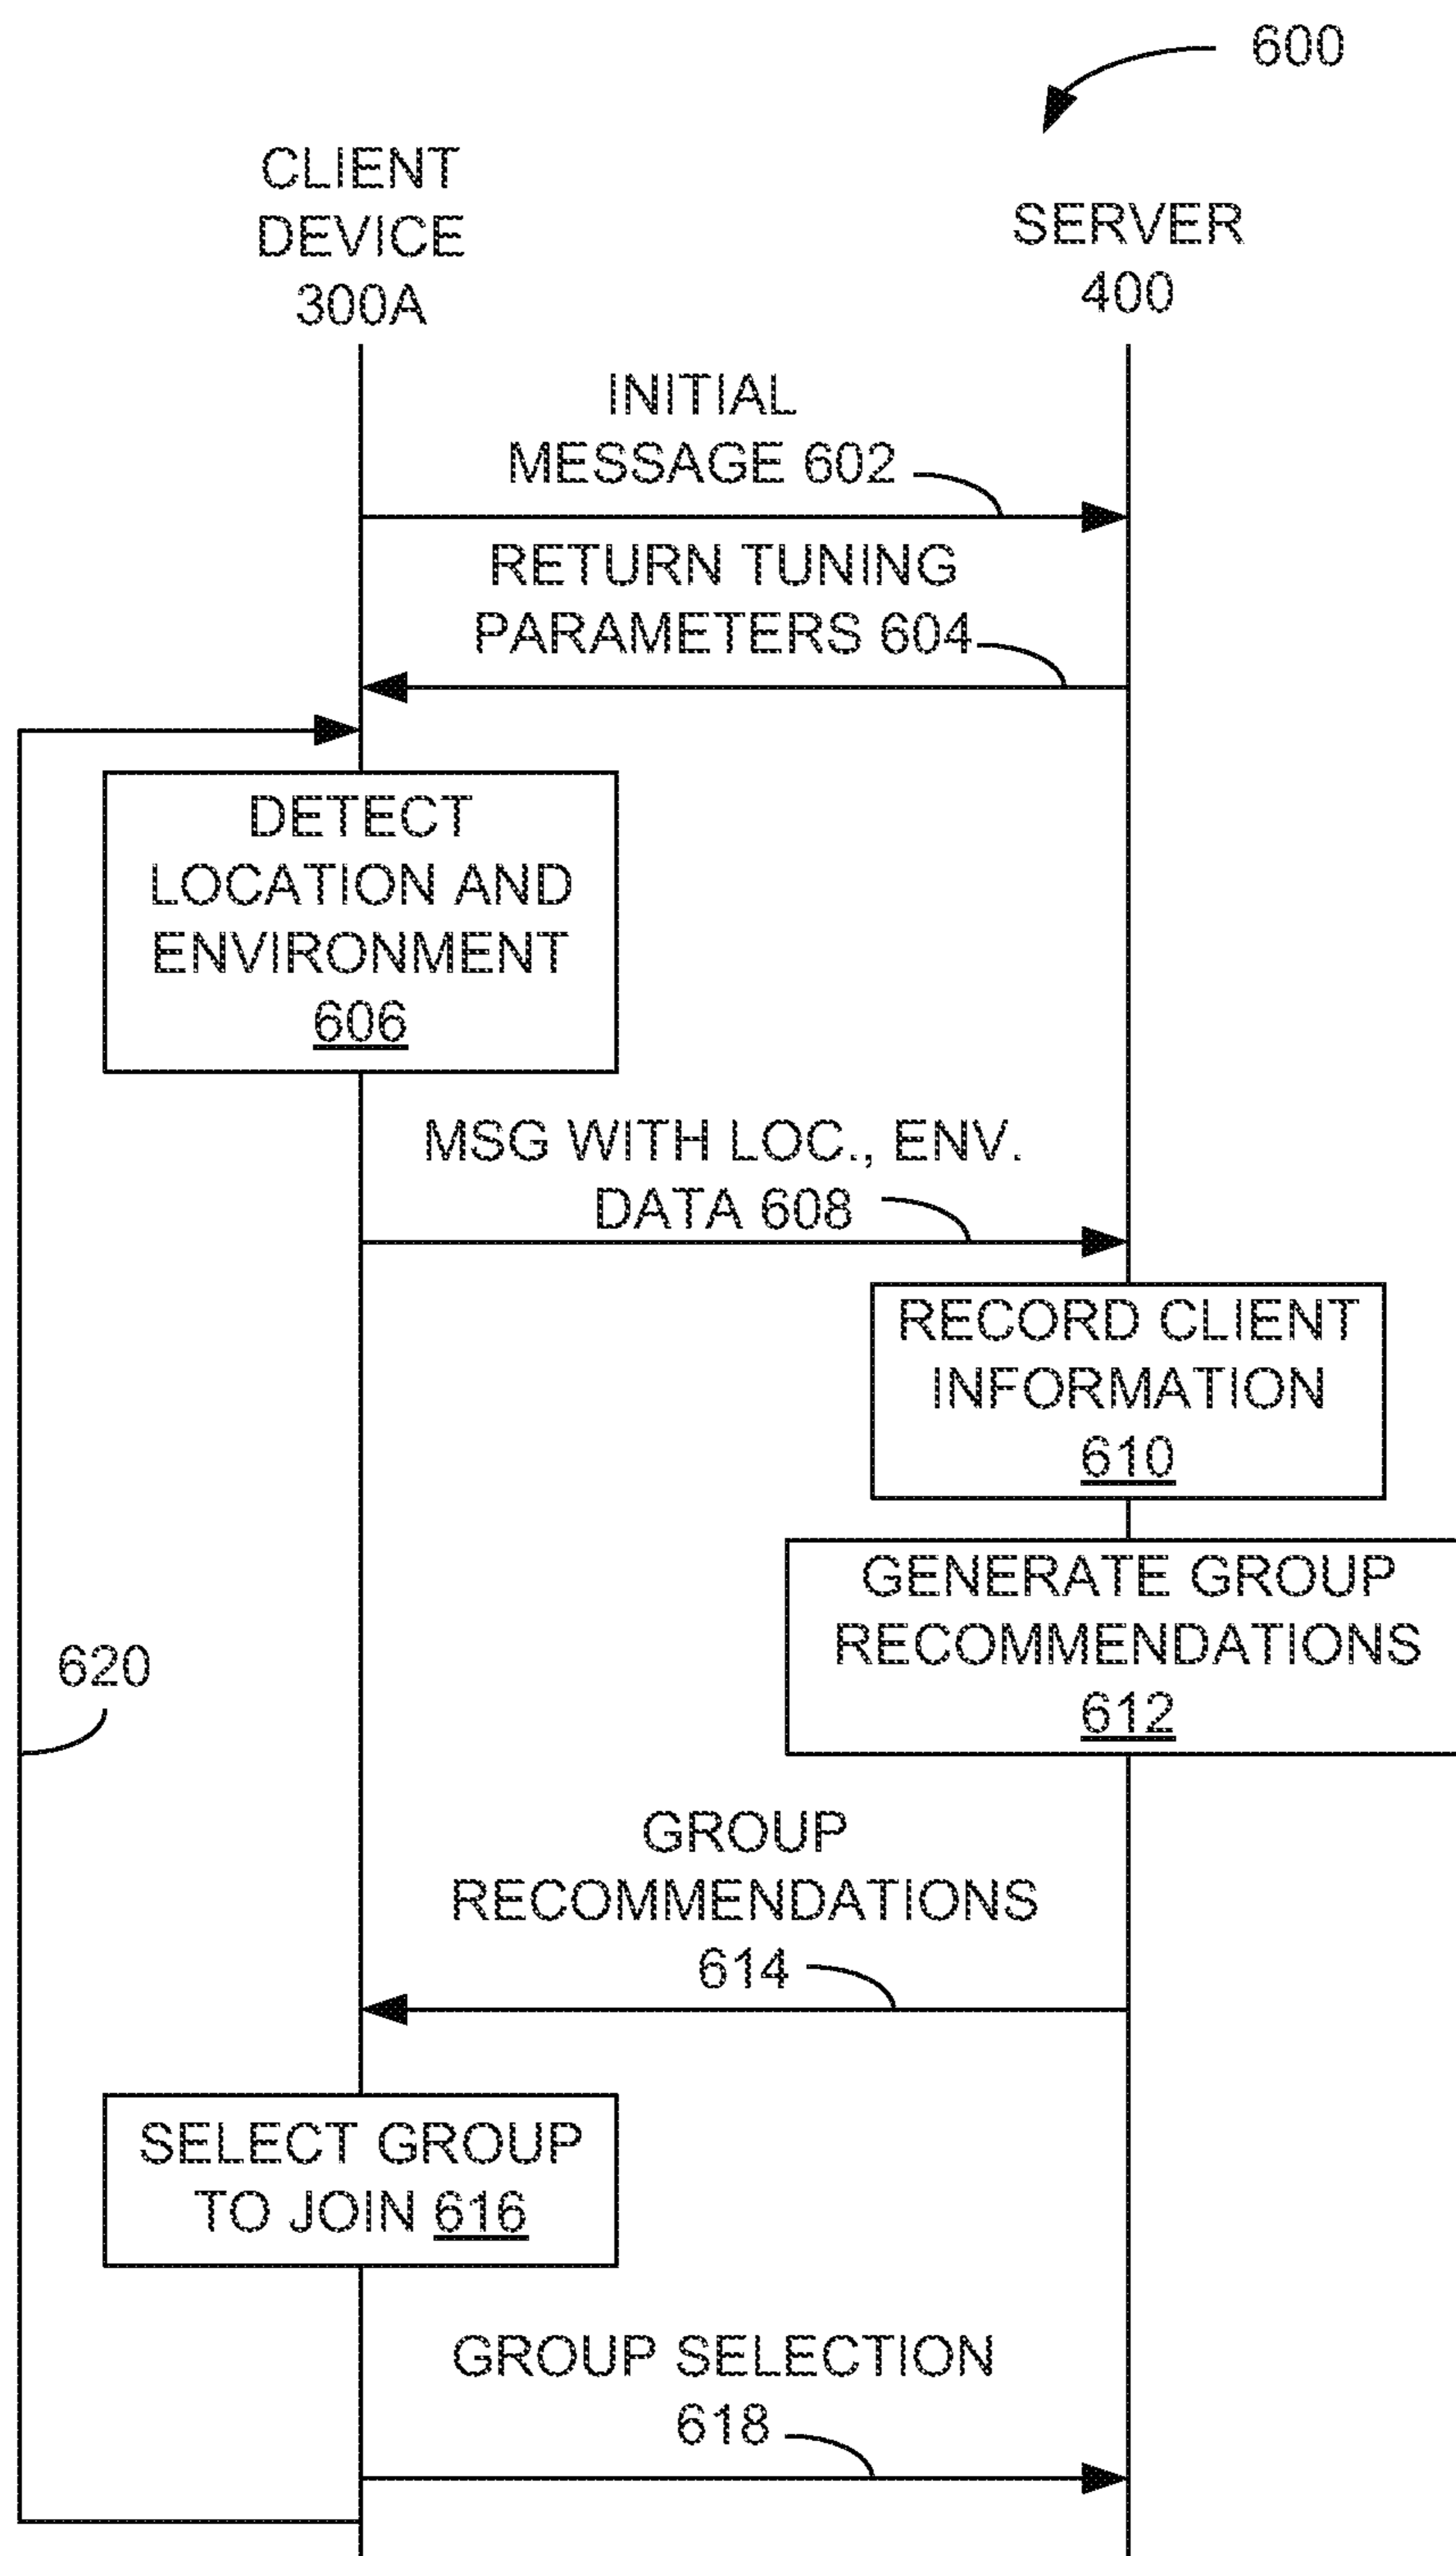 600
CLIENT
DEVICE
300A
SERVER
400
INITIAL
MESSAGE 602
RETURN TUNING
PARAMETERS 604
DETECT
LOCATION AND
ENVIRONMENT
606
MSG WITH LOC., ENV.
DATA 608
RECORD CLIENT
INFORMATION
610
GENERATE GROUP
RECOMMENDATIONS
612
620
GROUP
RECOMMENDATIONS
614
SELECT GROUP
TO JOIN 616
GROUP SELECTION
618